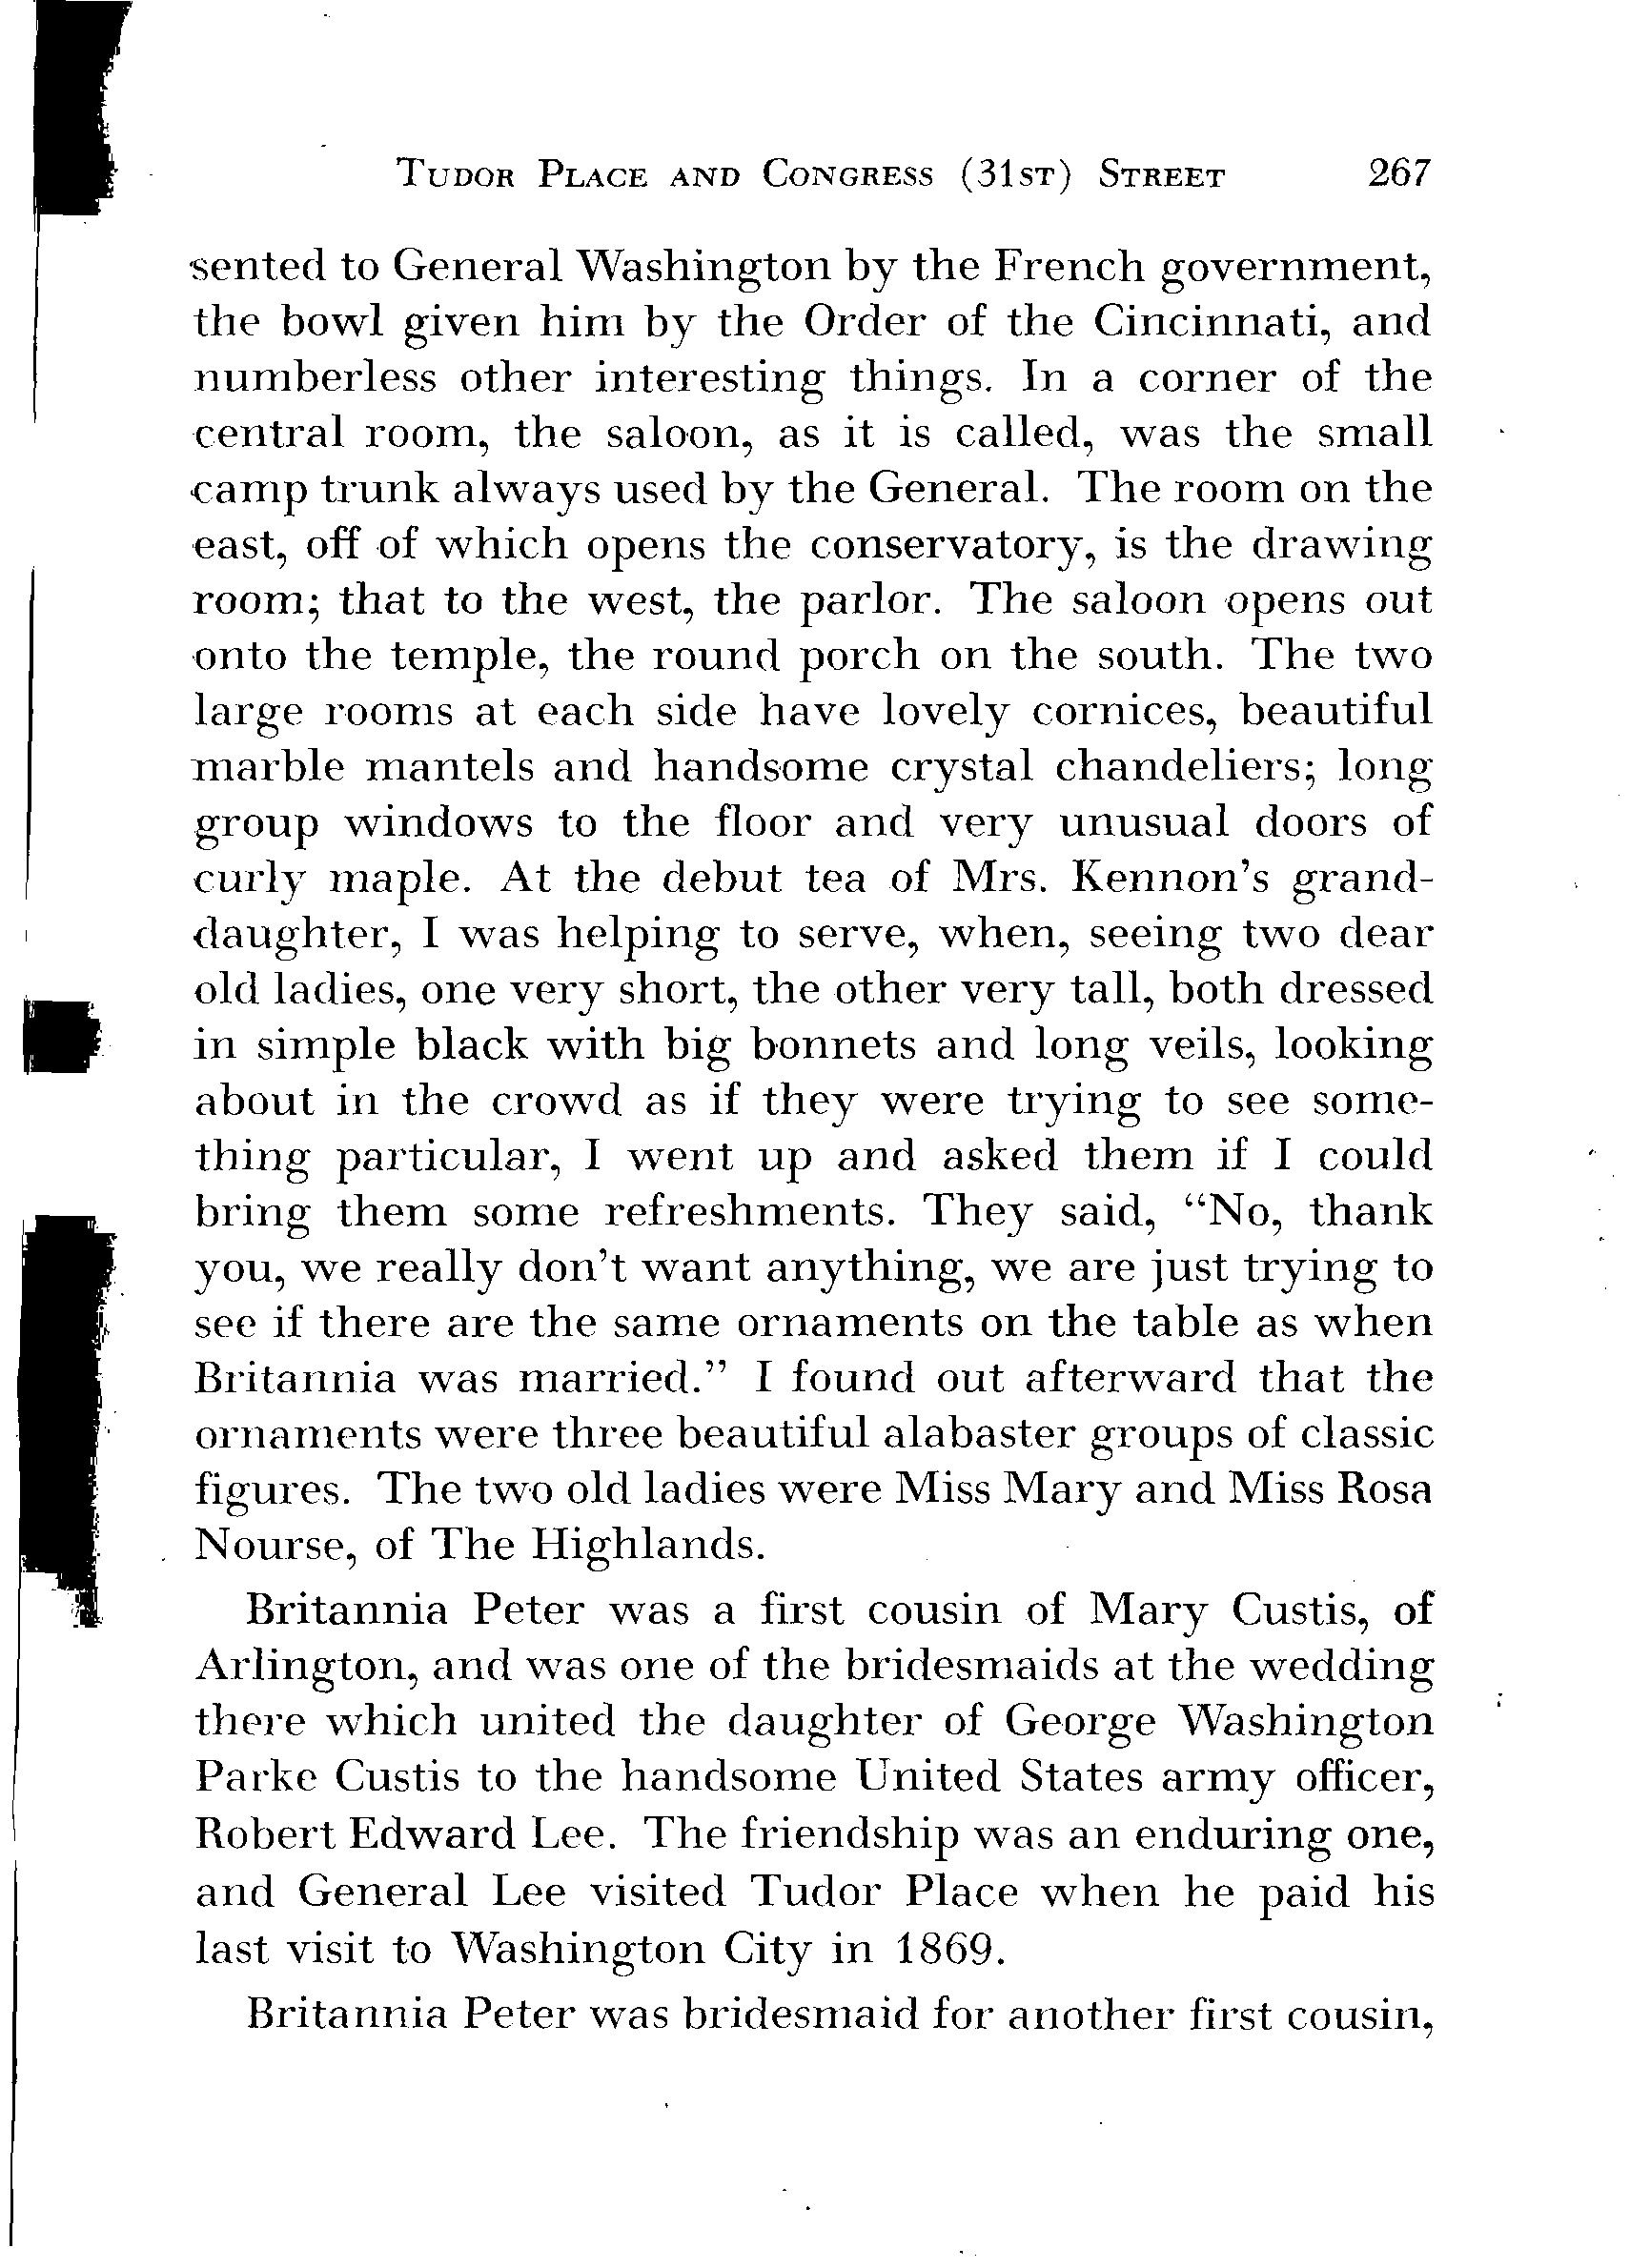 TUDOR PLACE AND CONGRESS (31ST) STREET 267
sented to General Washington by the French government,
the bowl given him by the Order of the Cincinnati, and
numberless other interesting things. In a corner of the
central room, the saloon, as it is called, was the small
camp trunk always used by the General. The room on the
east, off of which opens the conservatory, is the drawing
room; that to the west, the parlor. The saloon opens out
onto the temple, the round porch on the south. The two
large rooms at each side have lovely cornices, beautiful
marble mantels and handsome crystal chandeliers; long
group windows to the floor and very unusual doors of
curly maple. At the debut tea of Mrs. Kennon's grand-
daughter, I was helping to serve, when, seeing two dear
old ladies, one very short, the other very tall, both dressed
in simple black with big bonnets and long veils, looking
about in the crowd as if they were trying to see some-
thing particular, I went up and asked them if I could
bring them some refreshments. They said, “No, thank
you, we really don't want anything, we are just trying to
see if there are the same ornaments on the table as when
Britannia was married.” I found out afterward that the
ornaments were three beautiful alabaster groups of classic
figures. The two old ladies were Miss Mary and Miss Rosa
Nourse, of The Highlands.
Britannia Peter was a first cousin of Mary Custis, of
Arlington, and was one of the bridesmaids at the wedding
there which united the daughter of George Washington
Parke Custis to the handsome United States army officer,
Robert Edward Lee. The friendship was an enduring one,
and General Lee visited Tudor Place when he paid his
last visit to Washington City in 1869.
Britannia Peter was bridesmaid for another first cousin,